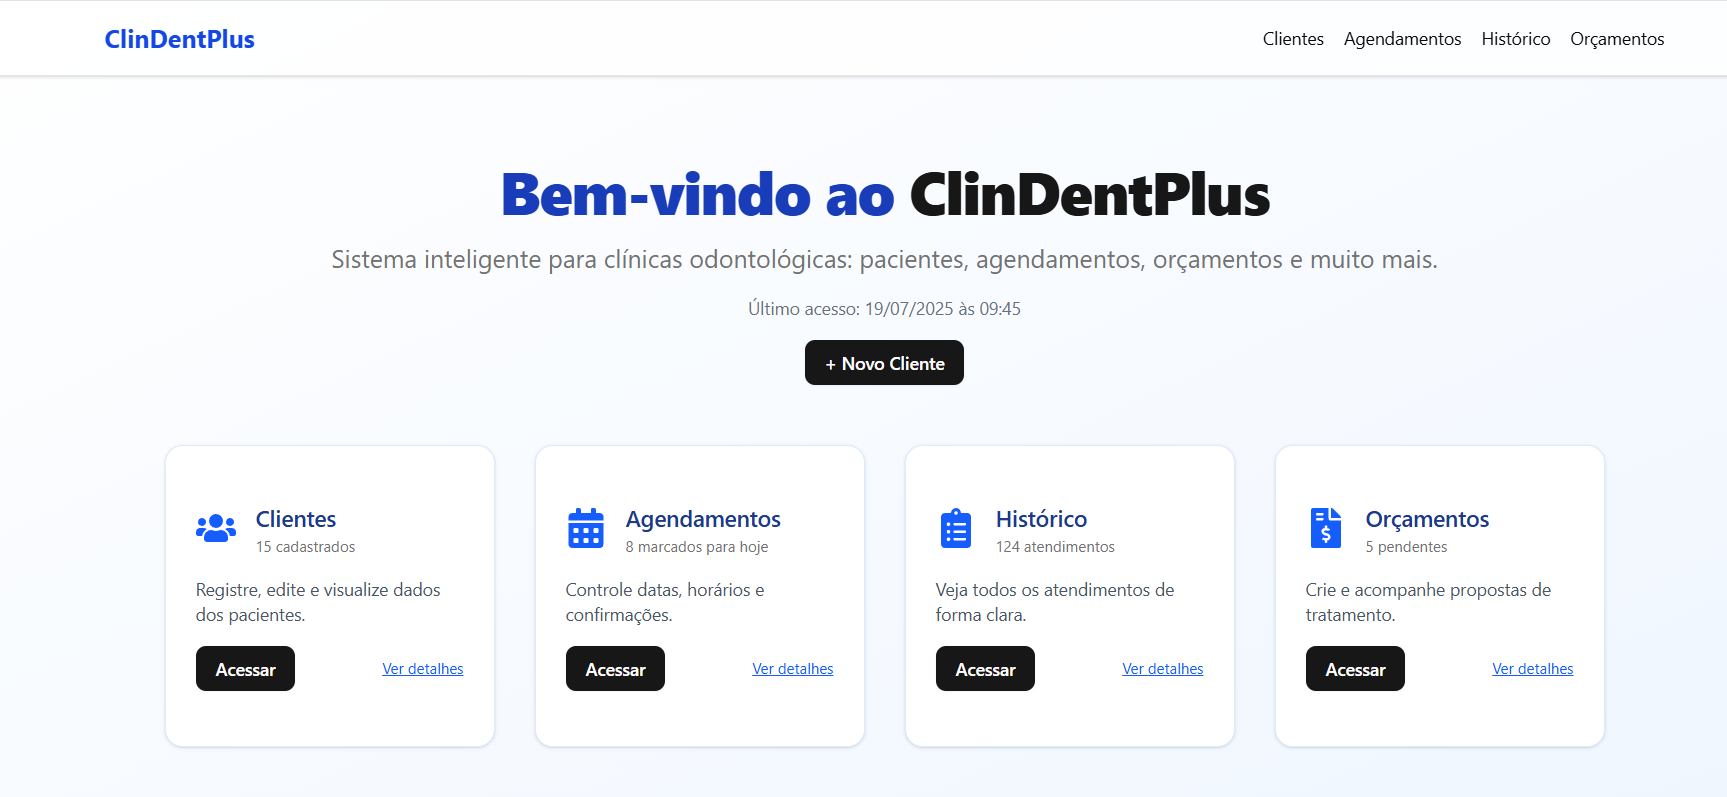 ClinDentPlus
Clientes Agendamentos Histórico Orçamentos
Bem-vindo ao ClinDentPlus
Sistema inteligente para clínicas odontológicas: pacientes, agendamentos, orçamentos e muito mais.
Último acesso: 19/07/2025 às 09:45
+ Novo Cliente
Clientes
15 cadastrados
Registre, edite e visualize dados
dos pacientes.
Acessar
Ver detalhes
Agendamentos
8 marcados para hoje
Controle datas, horários e
confirmações.
Acessar
Ver detalhes
Histórico
124 atendimentos
Veja todos os atendimentos de
forma clara.
Acessar
Ver detalhes
Orçamentos
5 pendentes
Crie e acompanhe propostas de
tratamento.
Acessar
Ver detalhes